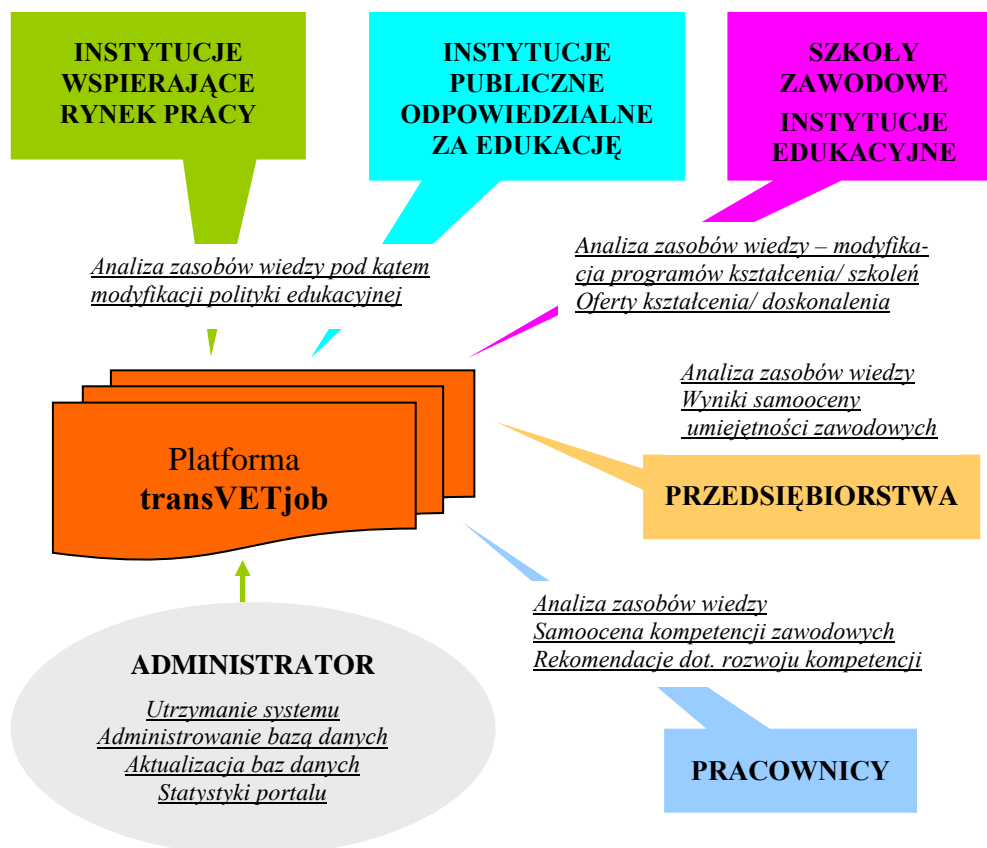 INSTYTUCJE
WSPIERAJĄCE
RYNEK PRACY
INSTYTUCJE
PUBLICZNE
ODPOWIEDZIALNE
ZA EDUKACJĘ
SZKOŁY
ZAWODOWE
INSTYTUCJE
EDUKACYJNE
Analiza zasobów wiedzy pod kątem
modyfikacji polityki edukacyjnej
Analiza zasobów wiedzy – modyfika-
cja programów kształcenia/ szkoleń
Oferty kształcenia/ doskonalenia
Analiza zasobów wiedzy
Wyniki samooceny
umiejętności zawodowych
Platforma
transVETjob
PRZEDSIĘBIORSTWA
Analiza zasobów wiedzy
Samoocena kompetencji zawodowych
Rekomendacje dot. rozwoju kompetencji
ADMINISTRATOR
Utrzymanie systemu
Administrowanie bazą danych
Aktualizacja baz danych
Statystyki portalu
PRACOWNICY